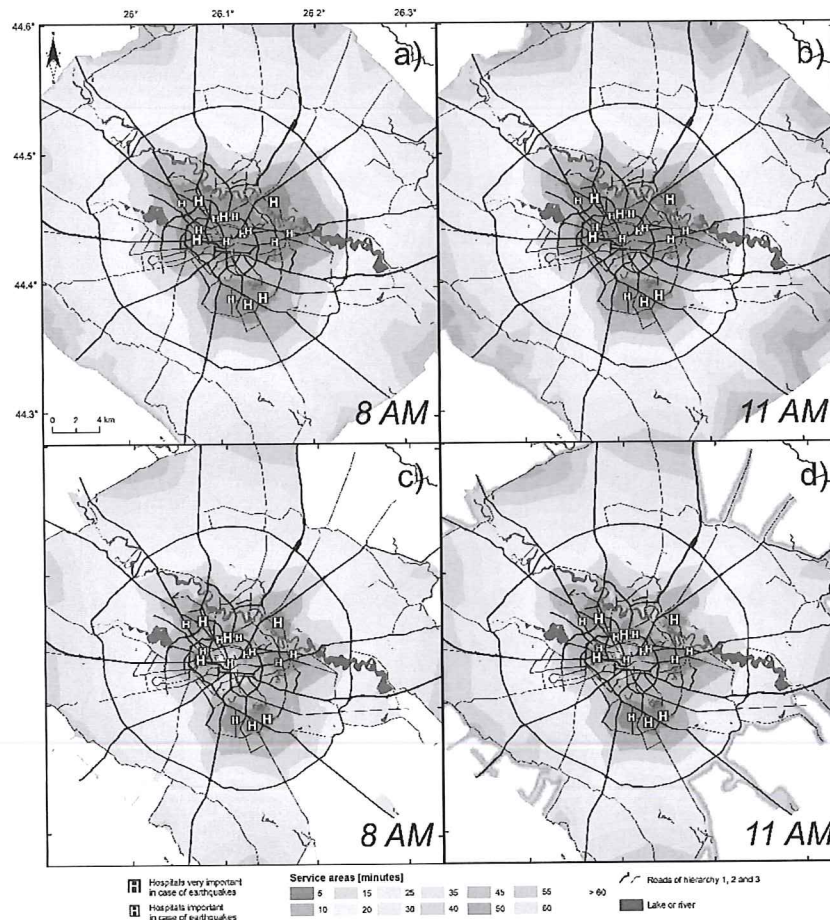 26° 26.1° 26.2° 26.3°
44.6°
44.5°
44.4°
44.3°
a)
b)
0 2 4 km
8 AM
11 AM
c)
d)
8 AM
11 AM
H Hospitals very important
in case of earthquakes
H Hospitals important
in case of earthquakes
Service areas [minutes]
5 15 25 35 45 55 > 60
10 20 30 40 50 60
Roads of hierarchy 1, 2 and 3
Lake or river